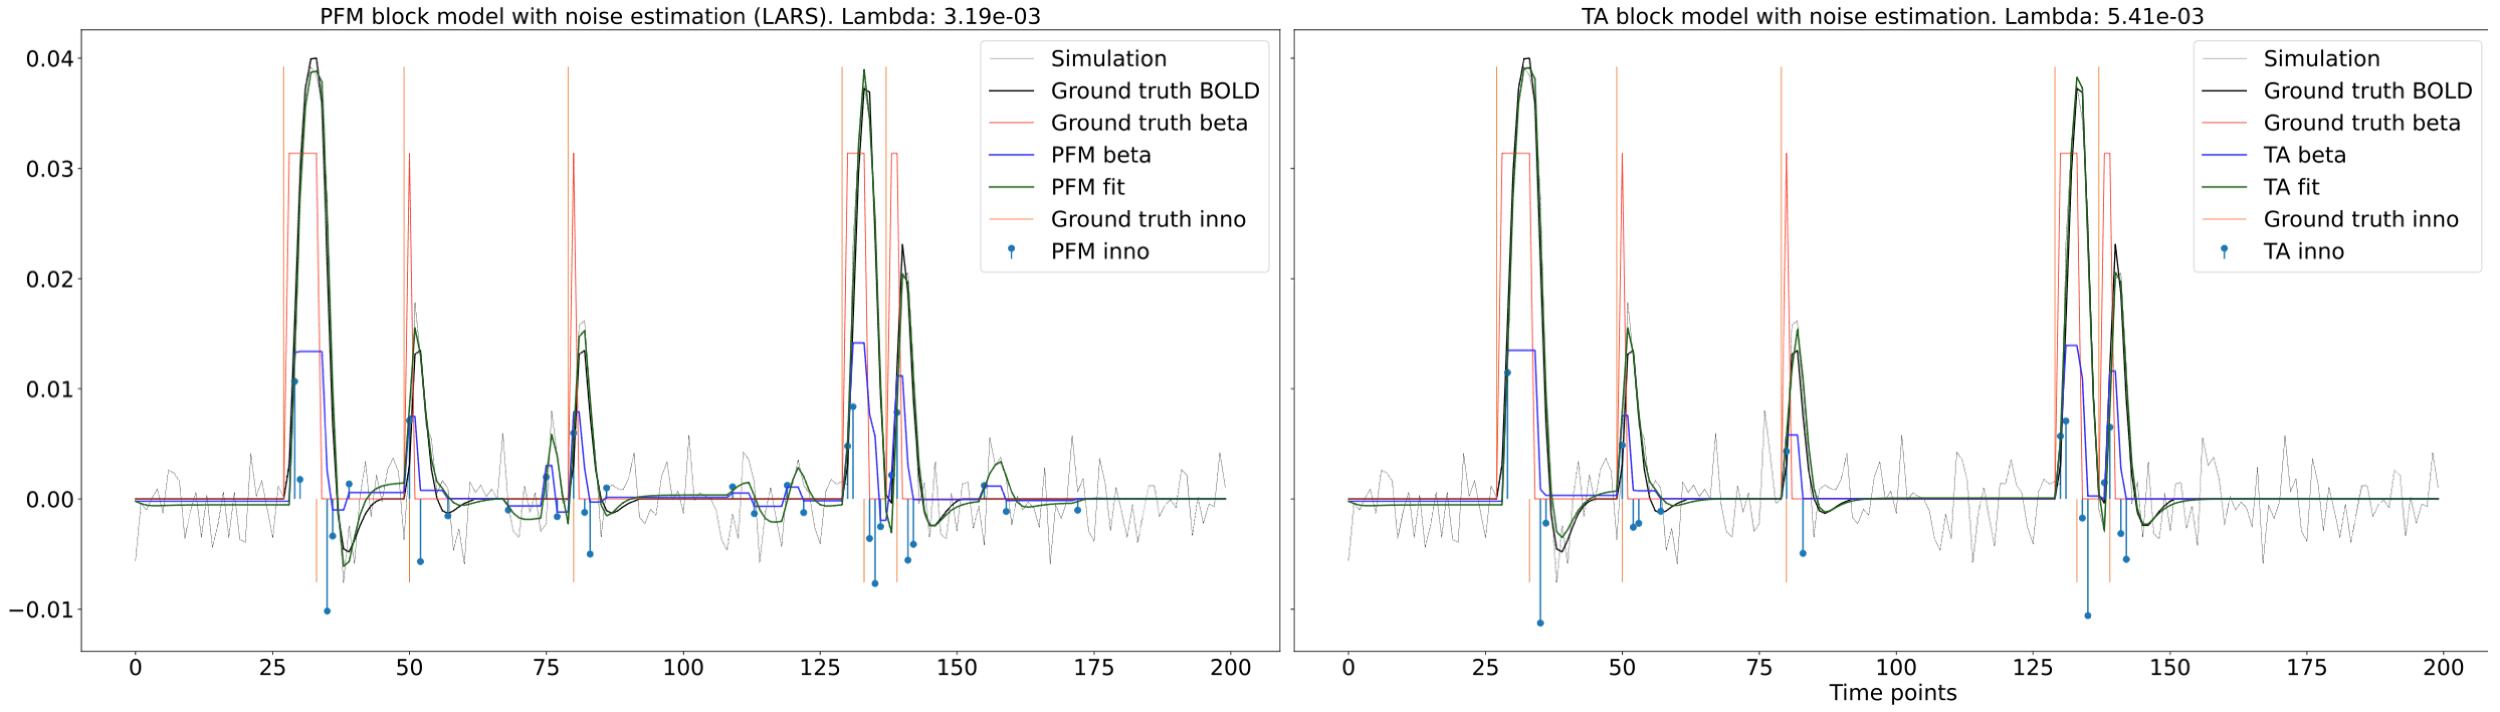 PFM block model with noise estimation (LARS). Lambda: 3.19e-03
0.04
0.03
0.02
0.01
0.00
−0.01
0 25 50 75 100 125 150 175 200
Simulation
Ground truth BOLD
Ground truth beta
PFM beta
PFM fit
Ground truth inno
PFM inno
TA block model with noise estimation. Lambda: 5.41e-03
Simulation
Ground truth BOLD
Ground truth beta
TA beta
TA fit
Ground truth inno
TA inno
0 25 50 75 100 125 150 175 200
Time points